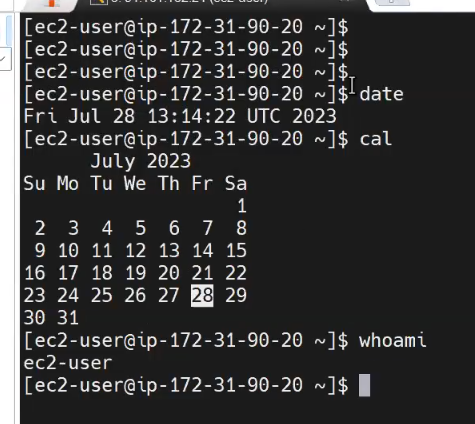 [ec2-user@ip-172-31-90-20 ~]$
[ec2-user@ip-172-31-90-20 ~]$
[ec2-user@ip-172-31-90-20 ~]$
[ec2-user@ip-172-31-90-20 ~]$ date
Fri Jul 28 13:14:22 UTC 2023
[ec2-user@ip-172-31-90-20 ~]$ cal
      July 2023
Su Mo Tu We Th Fr Sa
                   1
 2  3  4  5  6  7  8
 9 10 11 12 13 14 15
16 17 18 19 20 21 22
23 24 25 26 27 28 29
30 31
[ec2-user@ip-172-31-90-20 ~]$ whoami
ec2-user
[ec2-user@ip-172-31-90-20 ~]$